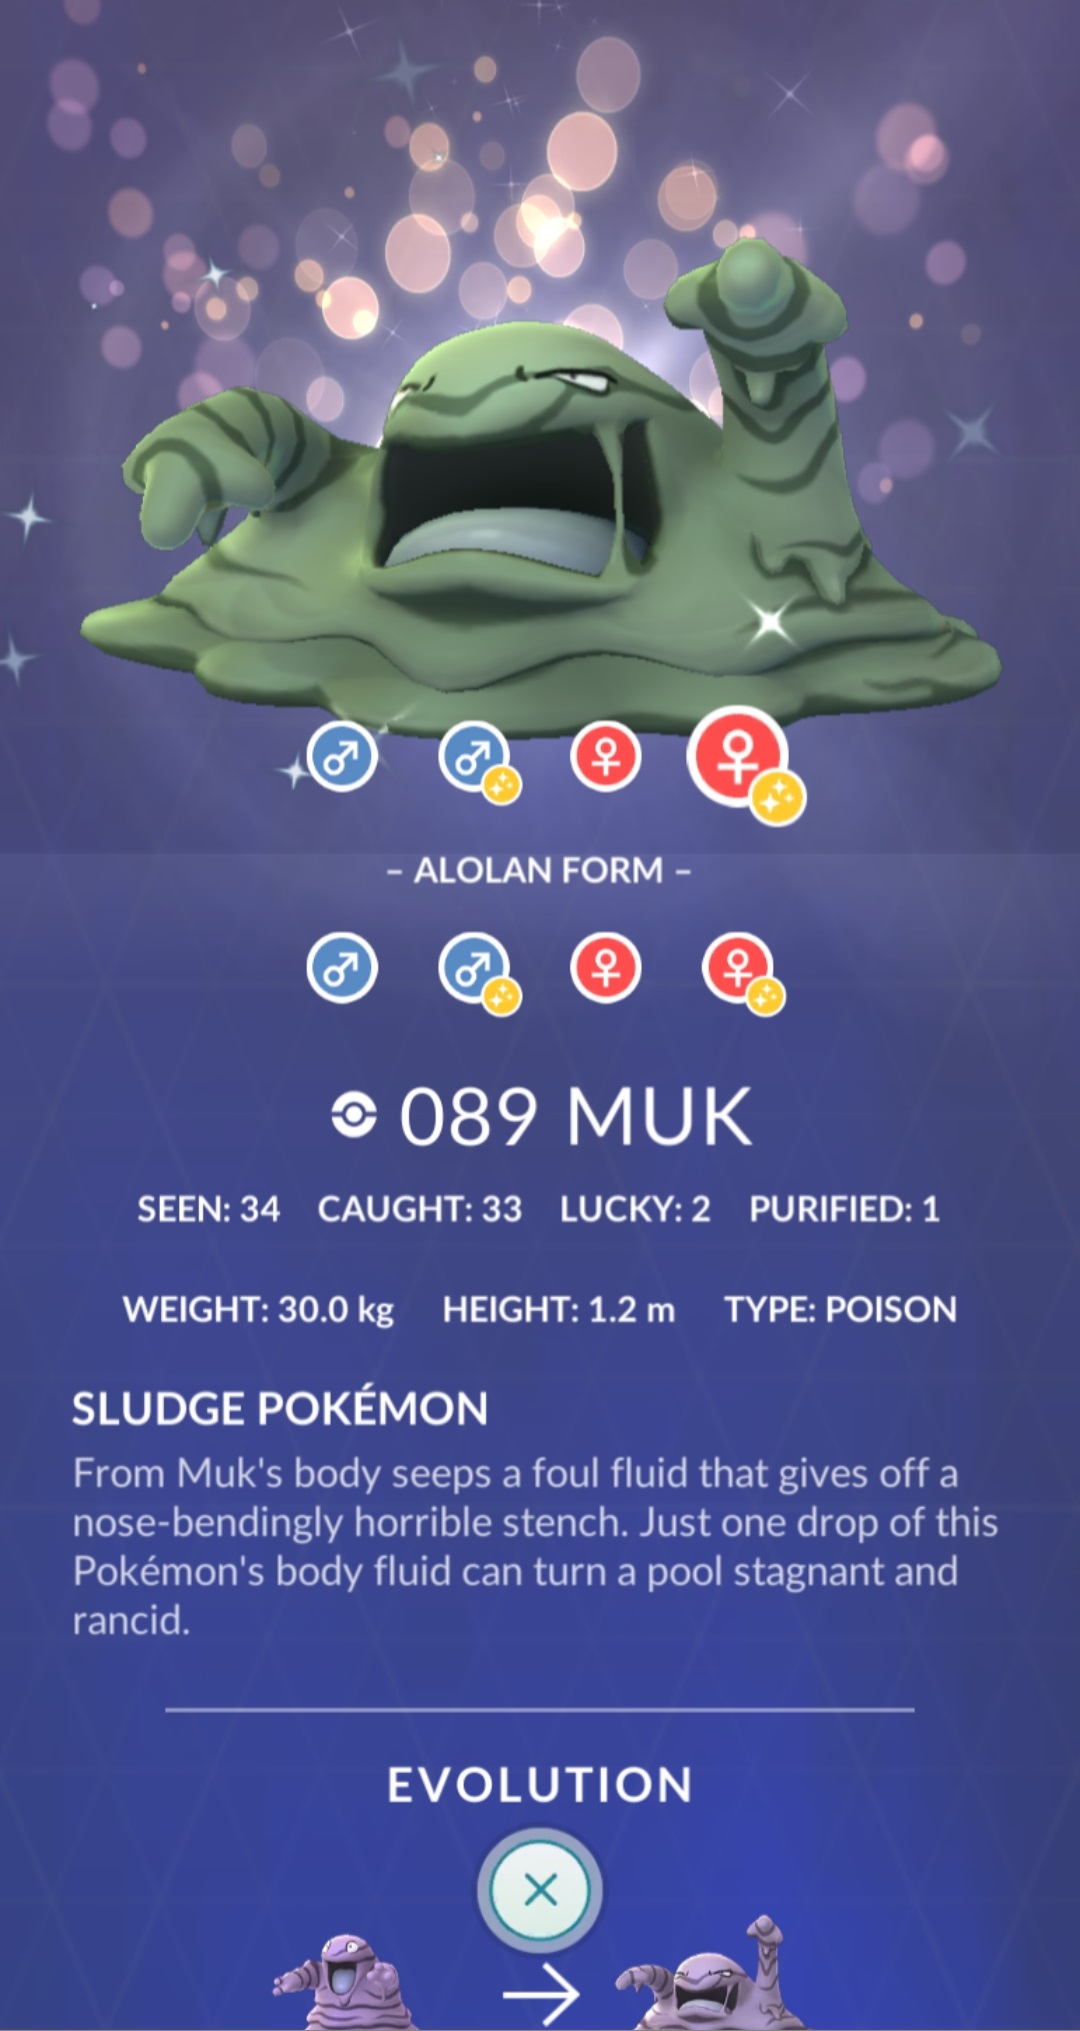 – ALOLAN FORM –
089 MUK
SEEN: 34 CAUGHT: 33 LUCKY: 2 PURIFIED: 1
WEIGHT: 30.0 kg HEIGHT: 1.2 m TYPE: POISON
SLUDGE POKÉMON
From Muk's body seeps a foul fluid that gives off a
nose-bendingly horrible stench. Just one drop of this
Pokémon's body fluid can turn a pool stagnant and
rancid.
EVOLUTION